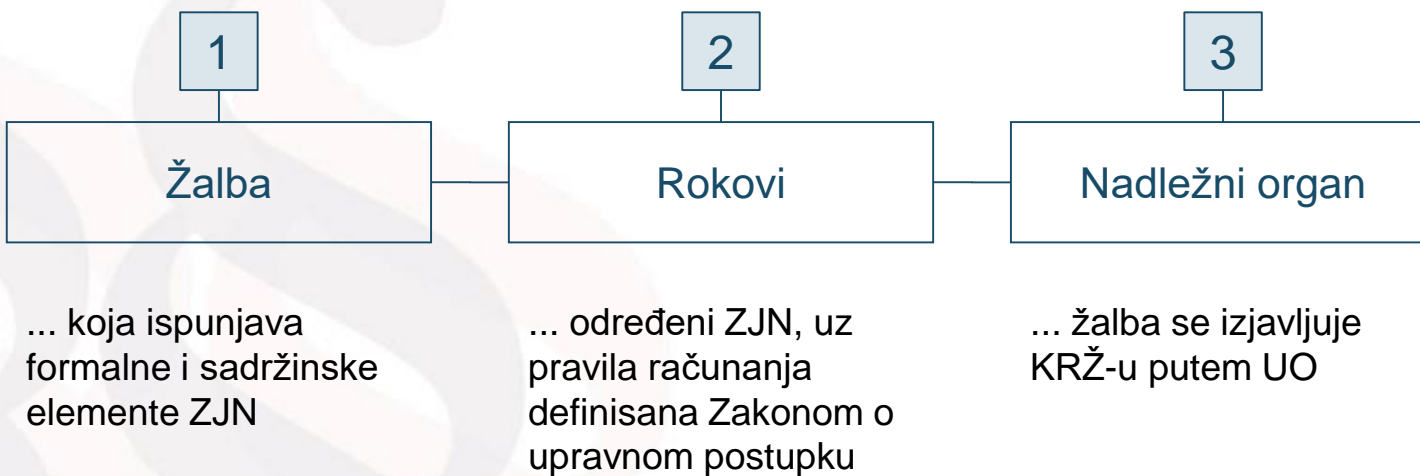 1
Žalba
... koja ispunjava
formalne i sadržinske
elemente ZJN
2
Rokovi
... određeni ZJN, uz
pravila računanja
definisana Zakonom o
upravnom postupku
3
Nadležni organ
... žalba se izjavljuje
KRŽ-u putem UO